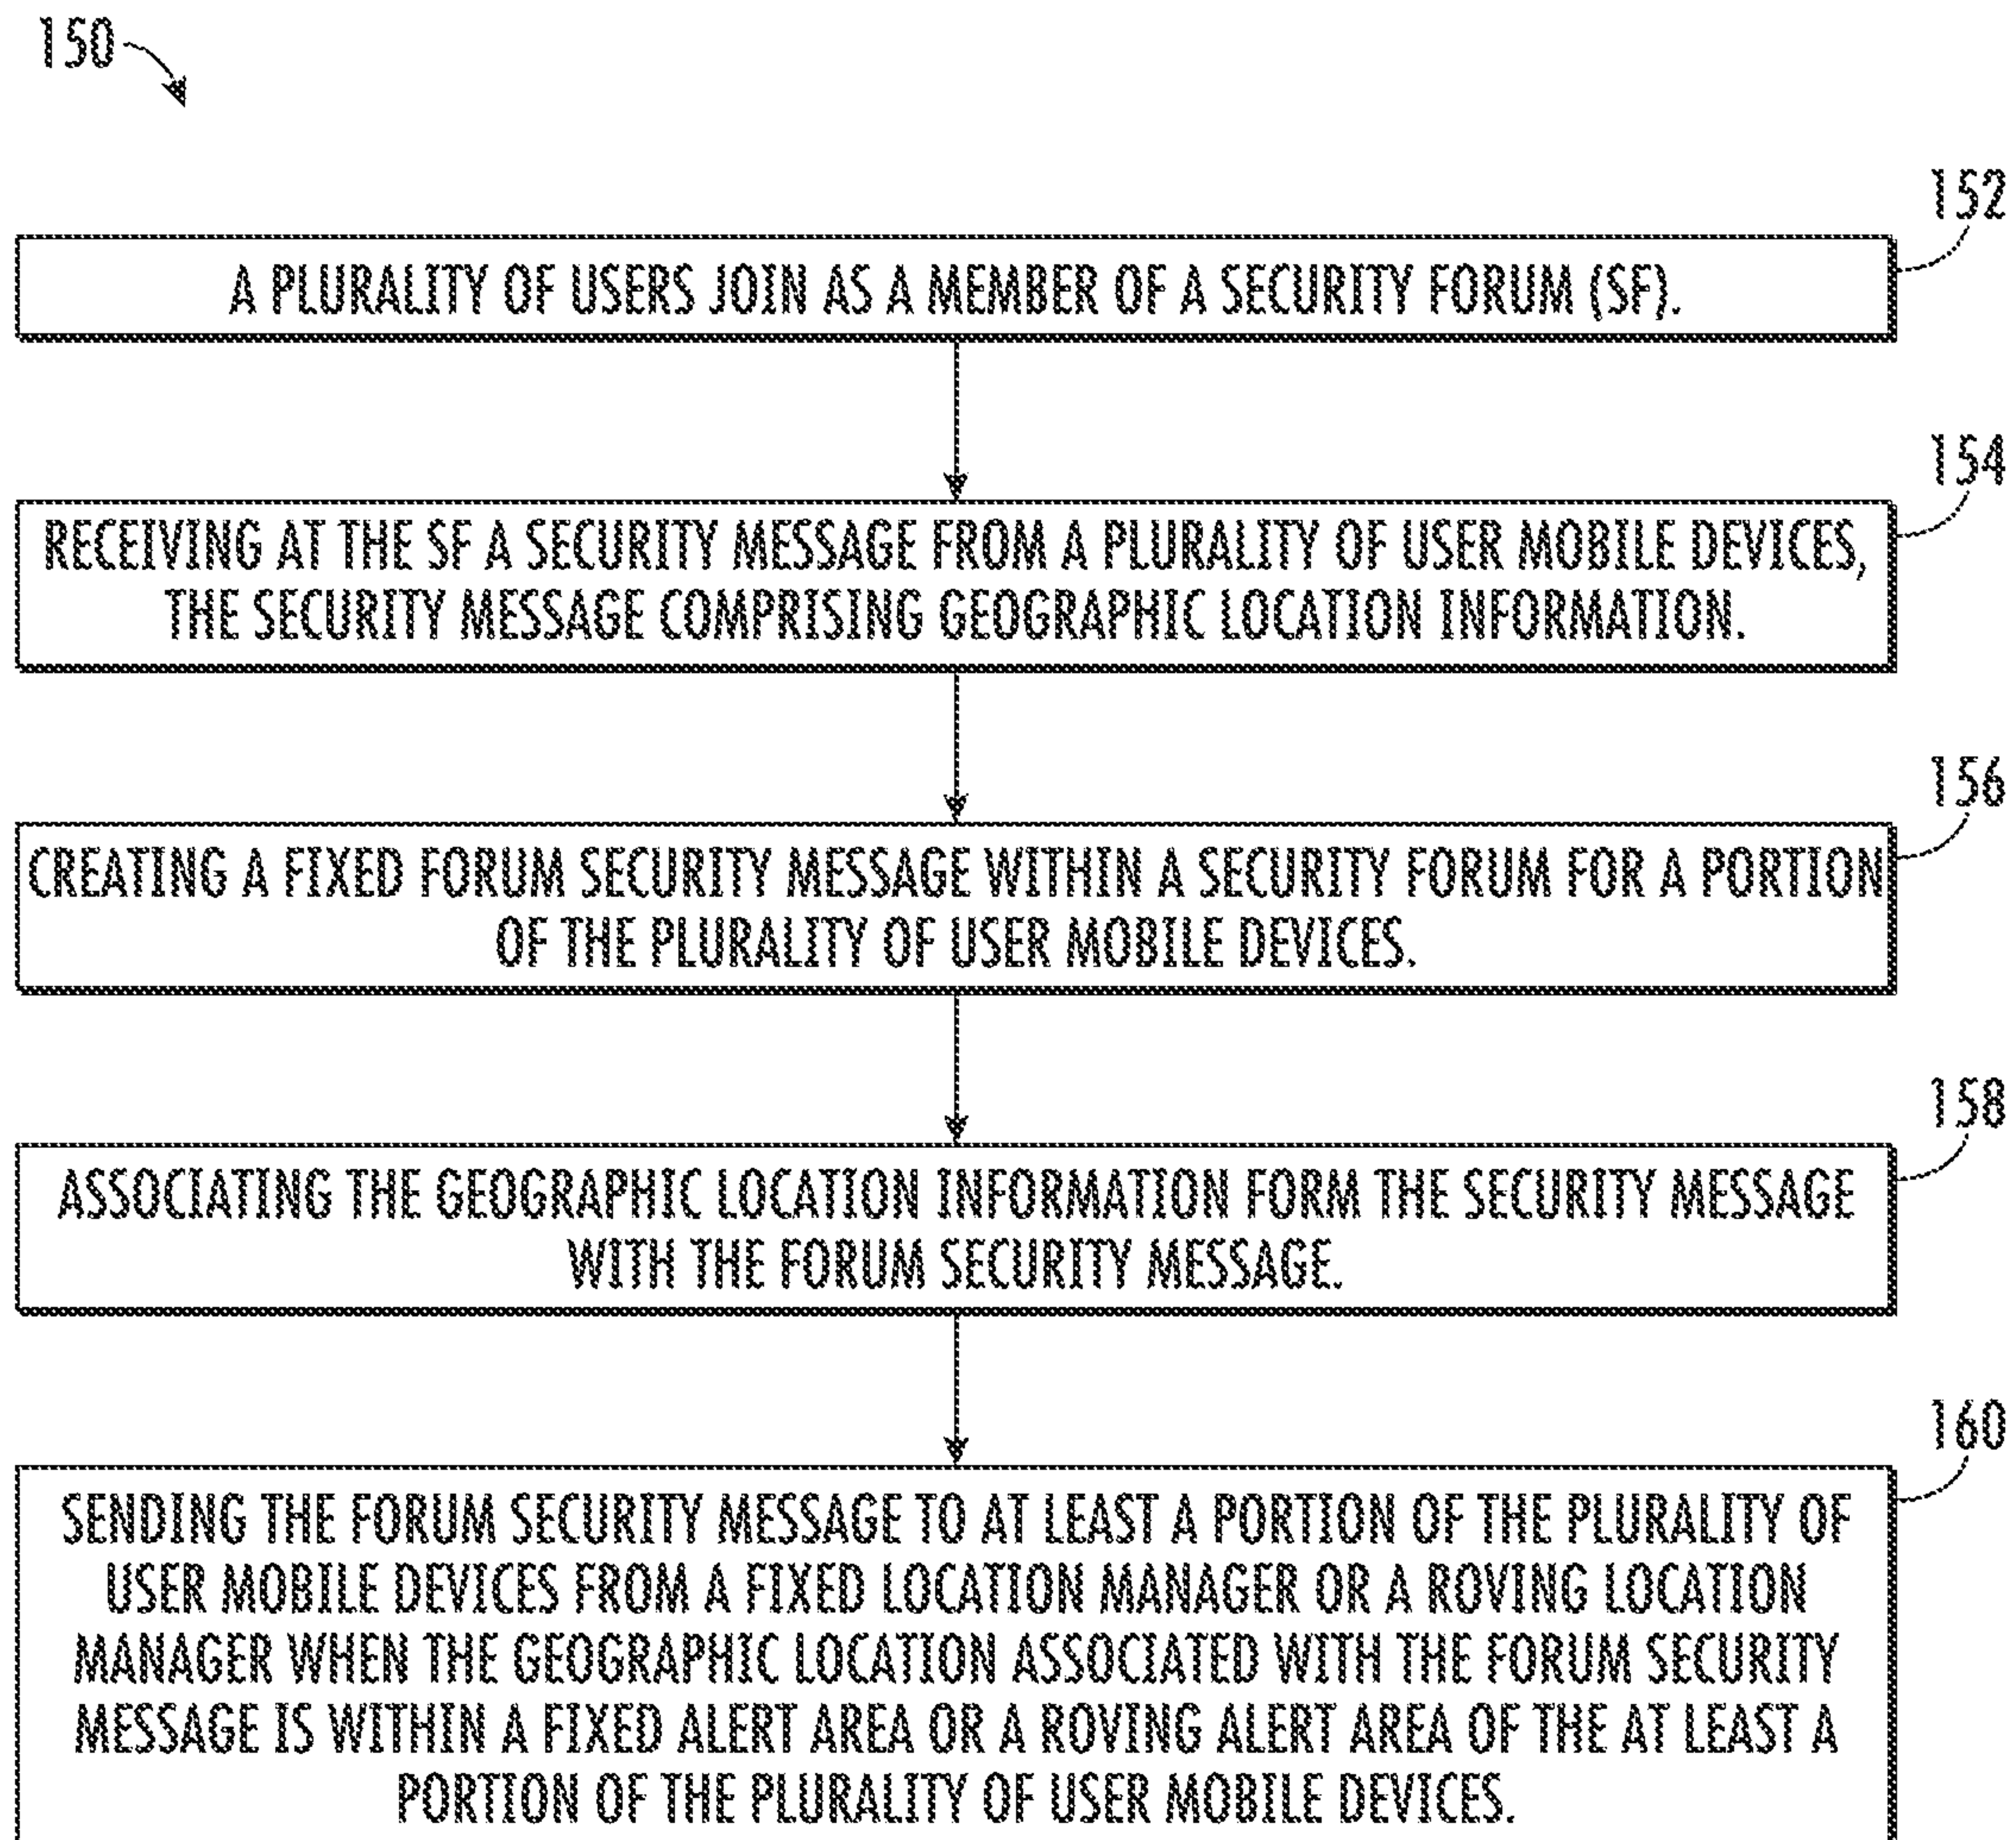 150
152
A PLURALITY OF USERS JOIN AS A MEMBER OF A SECURITY FORUM (SF).
154
RECEIVING AT THE SF A SECURITY MESSAGE FROM A PLURALITY OF USER MOBILE DEVICES,
THE SECURITY MESSAGE COMPRISING GEOGRAPHIC LOCATION INFORMATION.
156
CREATING A FIXED FORUM SECURITY MESSAGE WITHIN A SECURITY FORUM FOR A PORTION
OF THE PLURALITY OF USER MOBILE DEVICES.
158
ASSOCIATING THE GEOGRAPHIC LOCATION INFORMATION FORM THE SECURITY MESSAGE
WITH THE FORUM SECURITY MESSAGE.
160
SENDING THE FORUM SECURITY MESSAGE TO AT LEAST A PORTION OF THE PLURALITY OF
USER MOBILE DEVICES FROM A FIXED LOCATION MANAGER OR A ROVING LOCATION
MANAGER WHEN THE GEOGRAPHIC LOCATION ASSOCIATED WITH THE FORUM SECURITY
MESSAGE IS WITHIN A FIXED ALERT AREA OR A ROVING ALERT AREA OF THE AT LEAST A
PORTION OF THE PLURALITY OF USER MOBILE DEVICES.